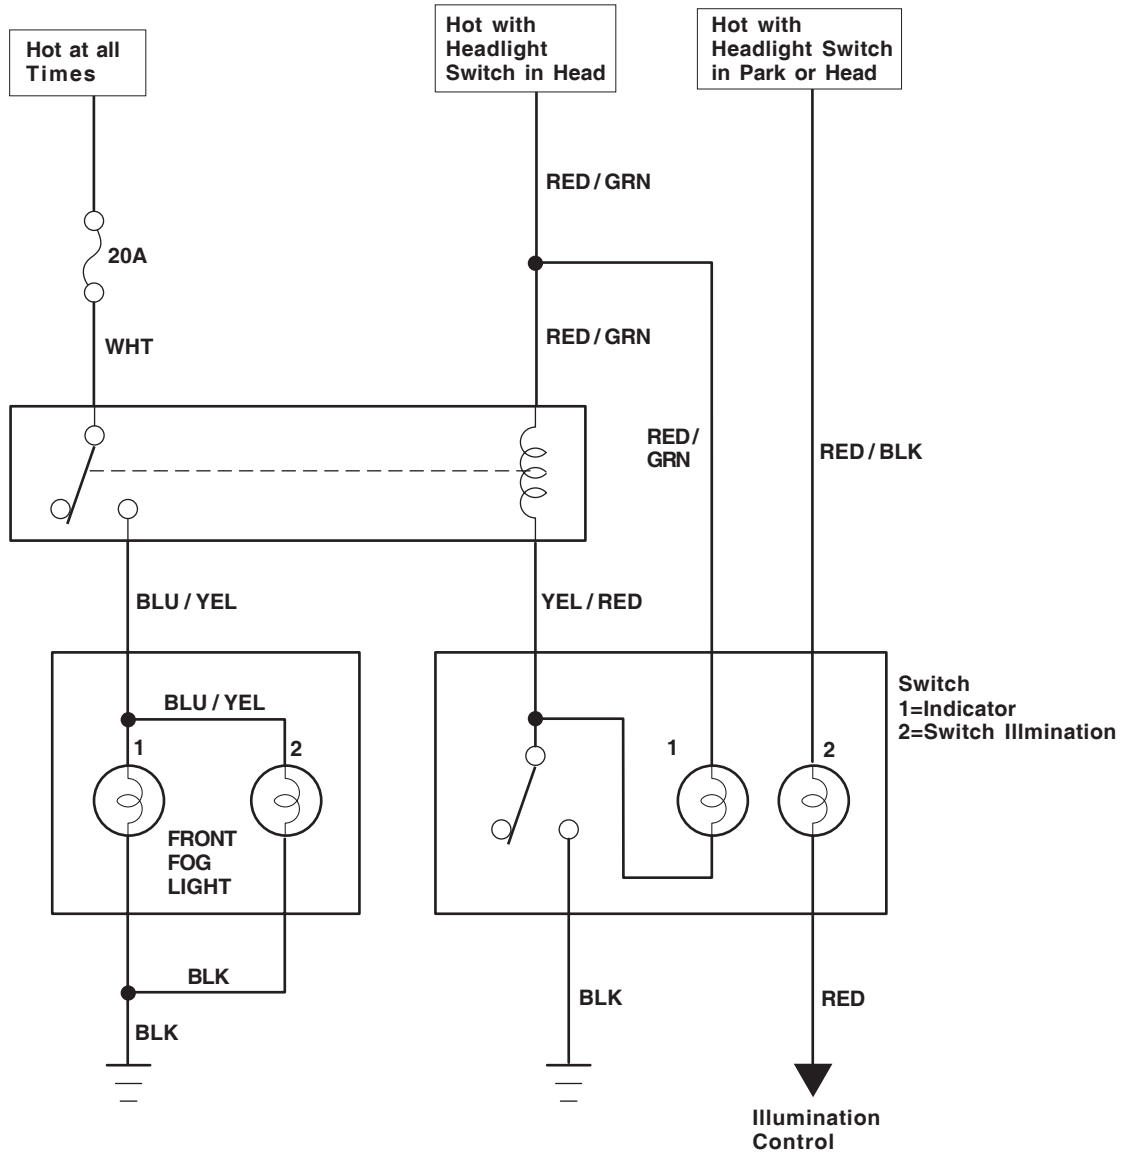 Hot at all
Times
Hot with
Headlight
Switch in Head
Hot with
Headlight Switch
in Park or Head
RED / GRN
20A
WHT
RED / GRN
RED /
GRN
RED / BLK
BLU / YEL
YEL / RED
BLU / YEL
1
2
FRONT
FOG
LIGHT
1
2
Switch
1=Indicator
2=Switch Illmination
BLK
BLK
BLK
RED
Illumination
Control